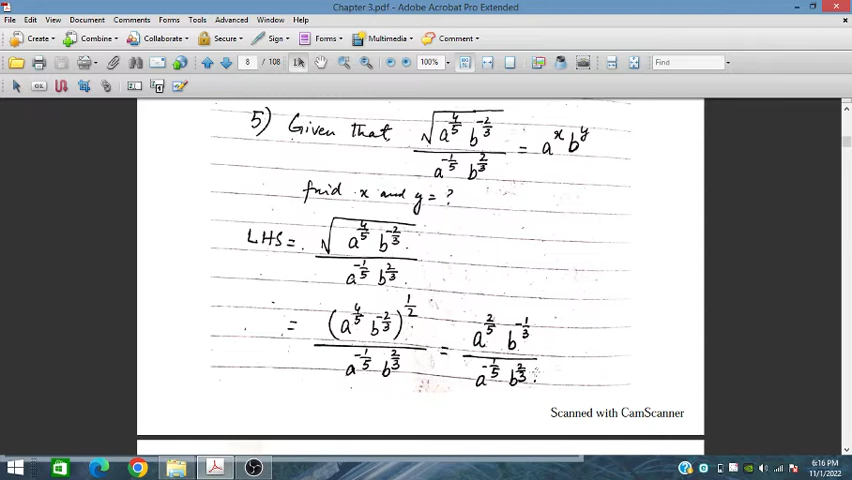 Chapter 3.pdf - Adobe Acrobat Pro Extended
File Edit View Document Comments Forms Tools Advanced Window Help
Create Combine Collaborate Secure Sign Forms Multimedia Comment
8 / 108 100% Find
5) Given that √(a^(4/5) b^(-2/3)) / (a^(-1/5) b^(2/3)) = a^x b^y
find x and y = ?
LHS = √(a^(4/5) b^(-2/3)) / (a^(-1/5) b^(2/3))
= (a^(4/5) b^(-2/3))^(1/2) / (a^(-1/5) b^(2/3)) = a^(2/5) b^(-1/3) / (a^(-1/5) b^(2/3))
Scanned with CamScanner
6:16 PM
11/1/2022